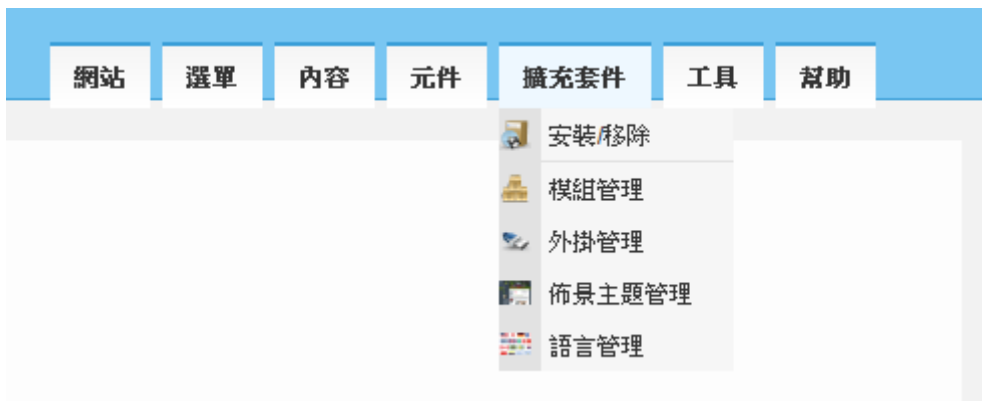 網站 選單 內容 元件 擴充套件 工具 幫助
安裝/移除
模組管理
外掛管理
佈景主題管理
語言管理